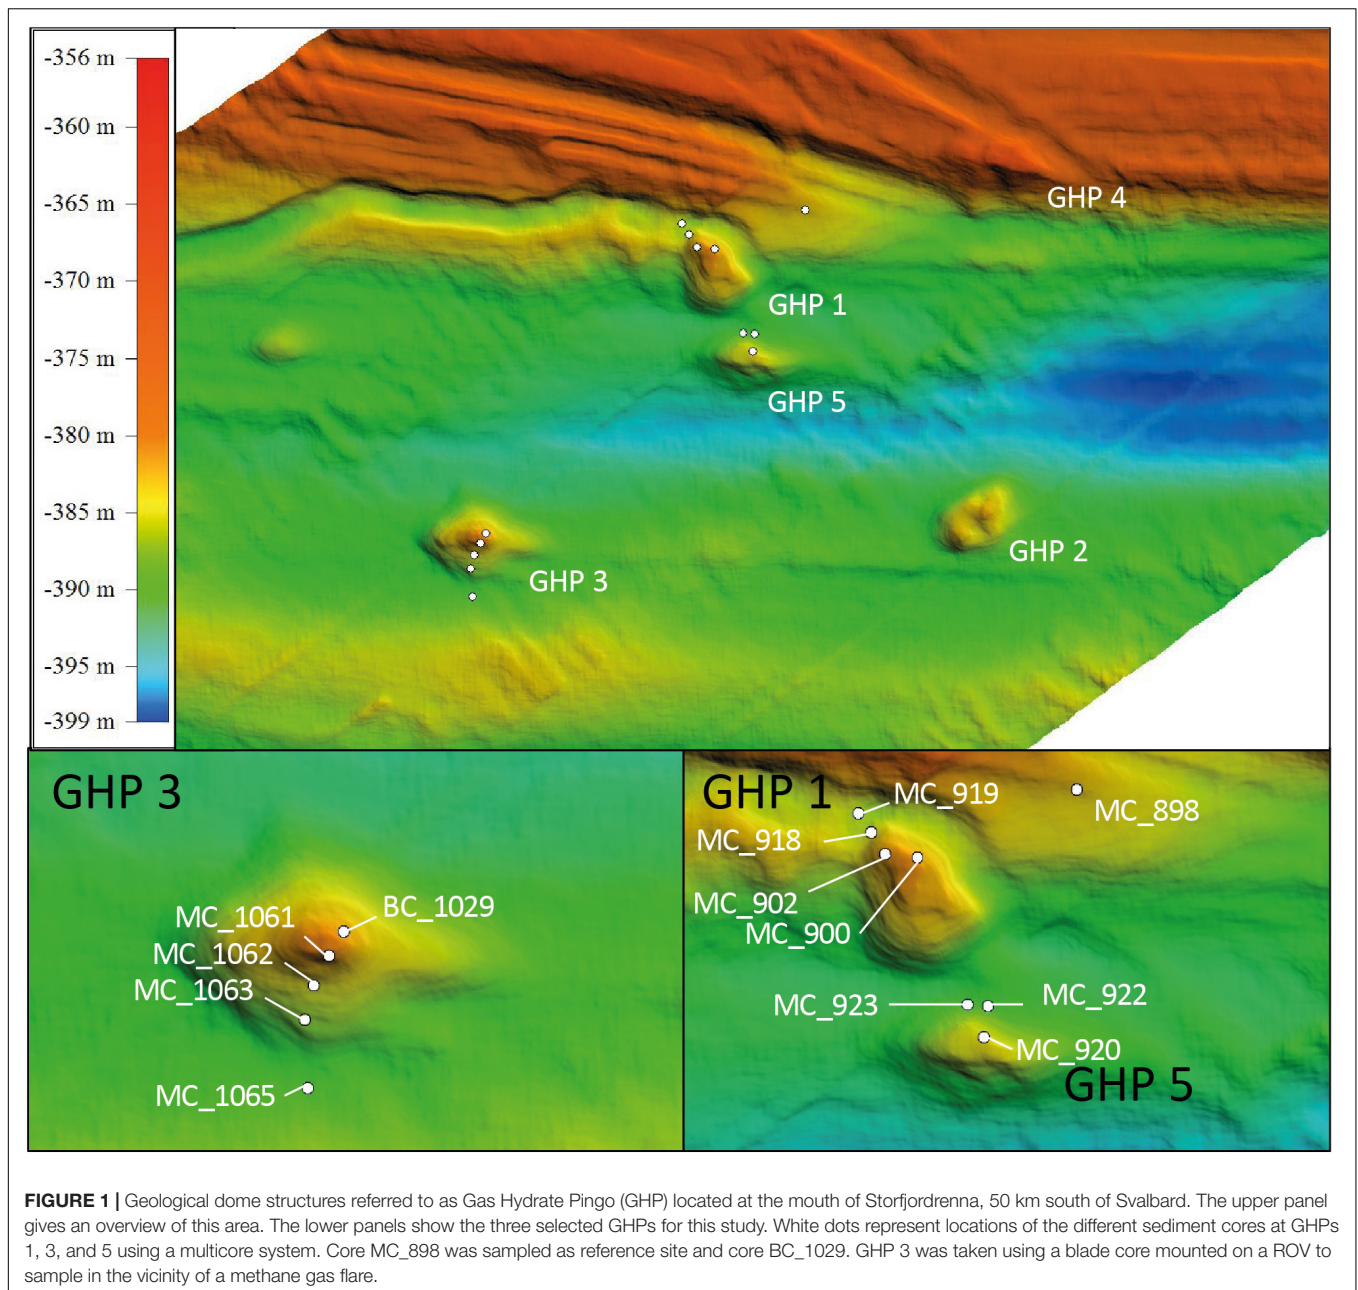 -356 m
-360 m
-365 m
-370 m
-375 m
-380 m
-385 m
-390 m
-395 m
-399 m
GHP 4
GHP 1
GHP 5
GHP 2
GHP 3
GHP 3
MC_1061
BC_1029
MC_1062
MC_1063
MC_1065
GHP 1
MC_919
MC_898
MC_918
MC_902
MC_900
MC_923
MC_922
MC_920
GHP 5
FIGURE 1 | Geological dome structures referred to as Gas Hydrate Pingo (GHP) located at the mouth of Storfjordrenna, 50 km south of Svalbard. The upper panel
gives an overview of this area. The lower panels show the three selected GHPs for this study. White dots represent locations of the different sediment cores at GHPs
1, 3, and 5 using a multicore system. Core MC_898 was sampled as reference site and core BC_1029. GHP 3 was taken using a blade core mounted on a ROV to
sample in the vicinity of a methane gas flare.